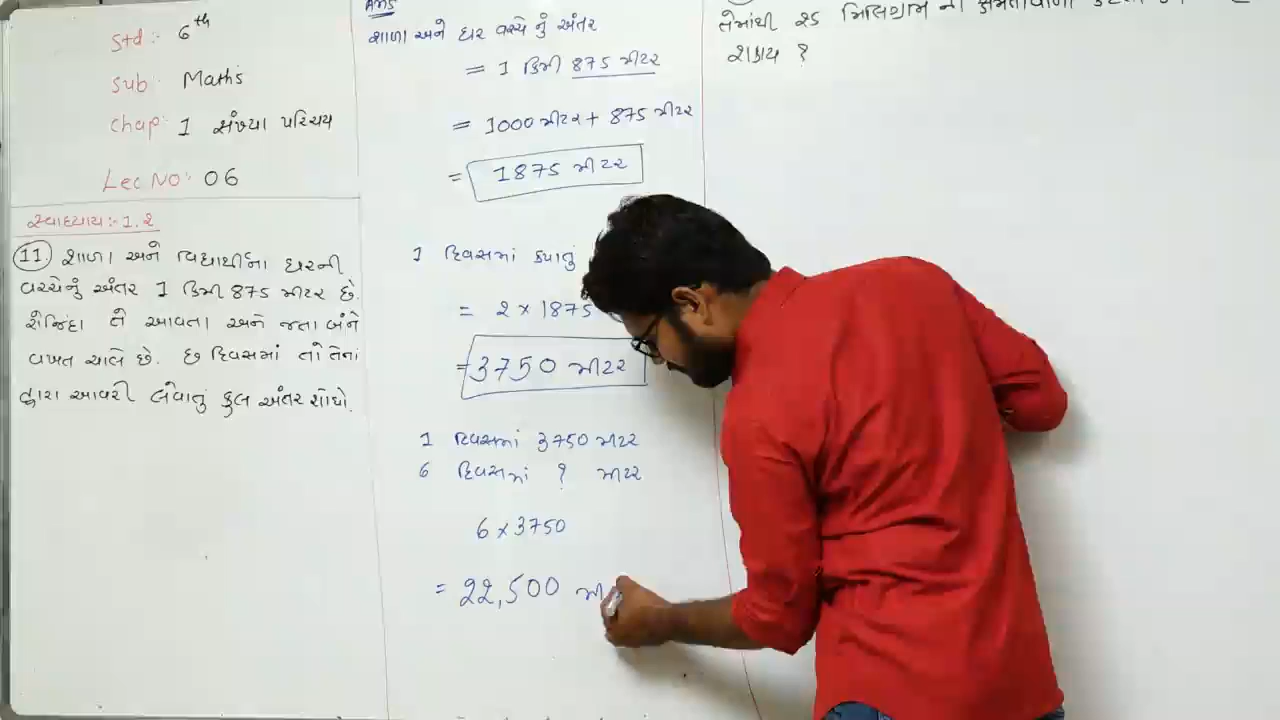 Std:- 6th
Sub: Maths
Chap: 1 સંખ્યા પરિચય
Lec No: 06
સ્વાધ્યાય:- 1.2
11 શાળા અને વિદ્યાર્થીના ઘરની
વચ્ચેનું અંતર 1 કિમી 875 મીટર છે.
રોજિંદા તે આવતા અને જતા બંને
વખત ચાલે છે. છ દિવસમાં તો તેના
દ્વારા આવરી લેવાતું કુલ અંતર શોધો.
Ans
શાળા અને ઘર વચ્ચે નું અંતર
= 1 કિમી 875 મીટર
= 1000 મીટર + 875 મીટર
= 1875 મીટર
1 દિવસમાં કપાતું
= 2 x 1875
= 3750 મીટર
1 દિવસમાં 3750 મીટર
6 દિવસમાં ? મીટર
6 x 3750
= 22,500 મી
તેમાંથી 25 મિલિગ્રામ ની ક્ષમતાવાળી
શકાય ?